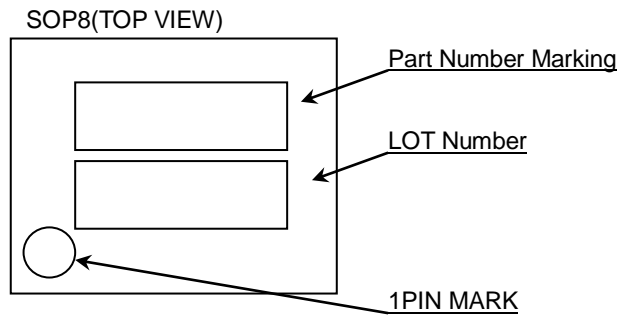 SOP8(TOP VIEW)
Part Number Marking
LOT Number
1PIN MARK